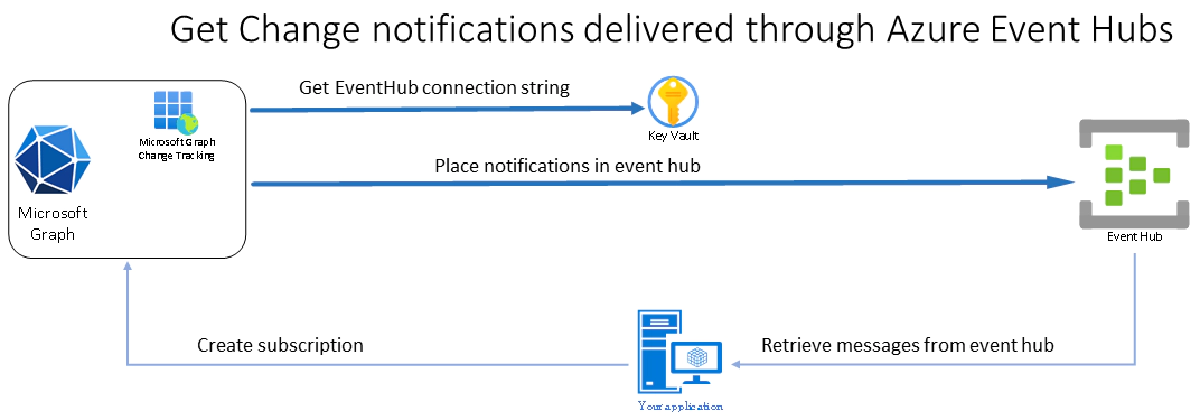 Get Change notifications delivered through Azure Event Hubs
Get EventHub connection string
Microsoft Graph
Change Tracking
Key Vault
Place notifications in event hub
Microsoft
Graph
Event Hub
Create subscription
Retrieve messages from event hub
Your application